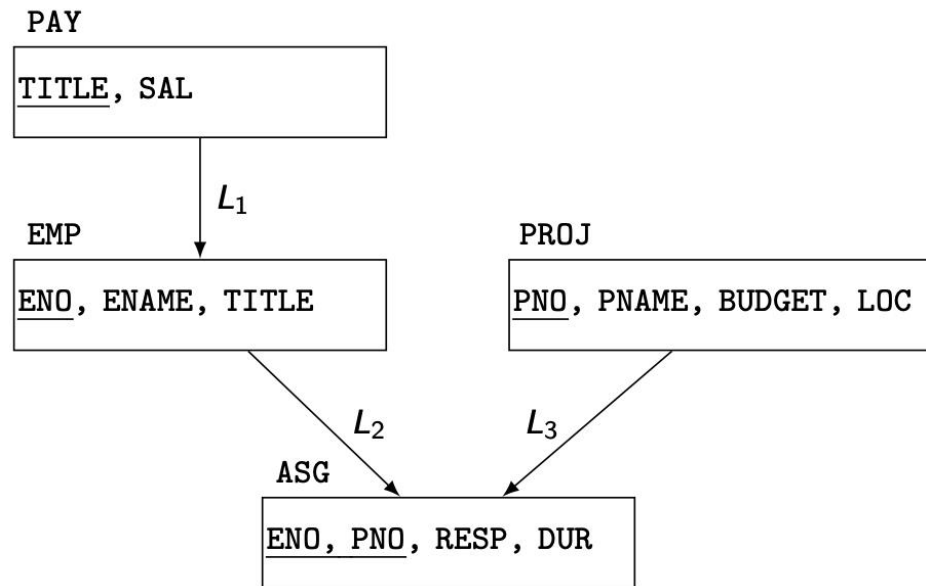 PAY
TITLE, SAL
L₁
EMP
PROJ
ENO, ENAME, TITLE
PNO, PNAME, BUDGET, LOC
L₂
L₃
ASG
ENO, PNO, RESP, DUR